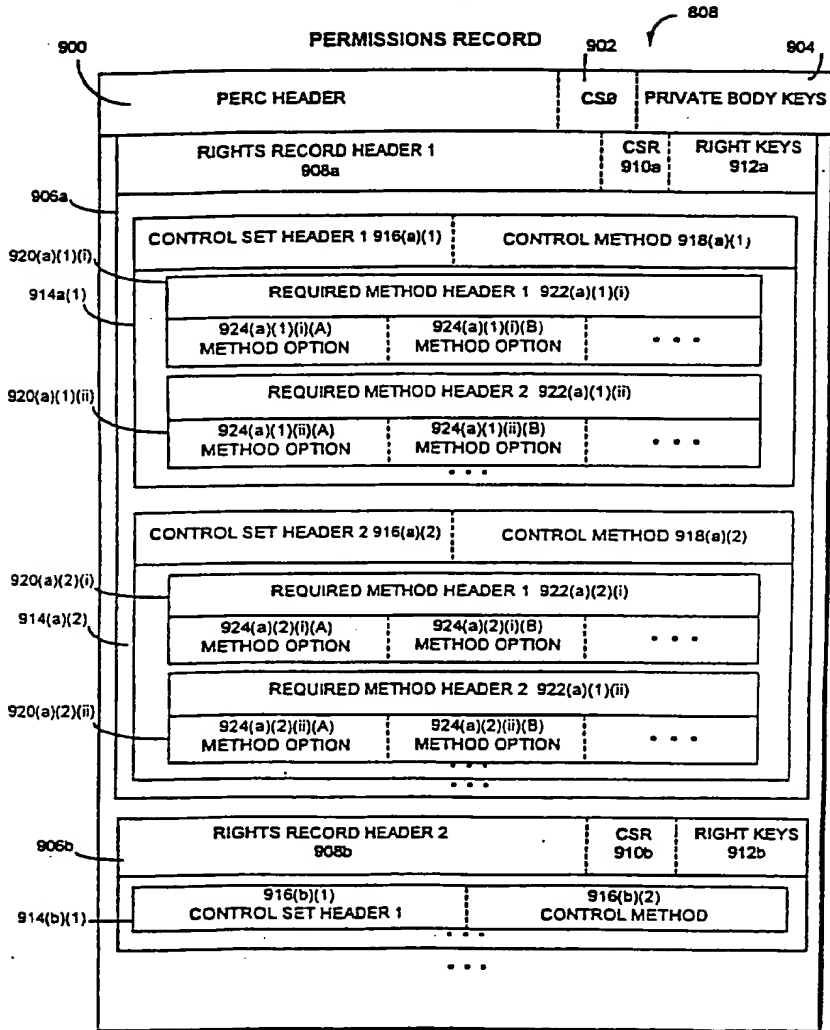 808
PERMISSIONS RECORD
900
902
904
PERC HEADER
CS0
PRIVATE BODY KEYS
RIGHTS RECORD HEADER 1
908a
CSR
910a
RIGHT KEYS
912a
906a
CONTROL SET HEADER 1 916(a)(1)
CONTROL METHOD 918(a)(1)
920(a)(1)(i)
914a(1)
REQUIRED METHOD HEADER 1 922(a)(1)(i)
924(a)(1)(i)(A)
METHOD OPTION
924(a)(1)(i)(B)
METHOD OPTION
• • •
920(a)(1)(ii)
REQUIRED METHOD HEADER 2 922(a)(1)(ii)
924(a)(1)(ii)(A)
METHOD OPTION
924(a)(1)(ii)(B)
METHOD OPTION
• • •
• • •
CONTROL SET HEADER 2 916(a)(2)
CONTROL METHOD 918(a)(2)
920(a)(2)(i)
914(a)(2)
REQUIRED METHOD HEADER 1 922(a)(2)(i)
924(a)(2)(i)(A)
METHOD OPTION
924(a)(2)(i)(B)
METHOD OPTION
• • •
920(a)(2)(ii)
REQUIRED METHOD HEADER 2 922(a)(1)(ii)
924(a)(2)(ii)(A)
METHOD OPTION
924(a)(2)(ii)(B)
METHOD OPTION
• • •
• • •
• • •
906b
RIGHTS RECORD HEADER 2
908b
CSR
910b
RIGHT KEYS
912b
914(b)(1)
916(b)(1)
CONTROL SET HEADER 1
916(b)(2)
CONTROL METHOD
• • •
• • •